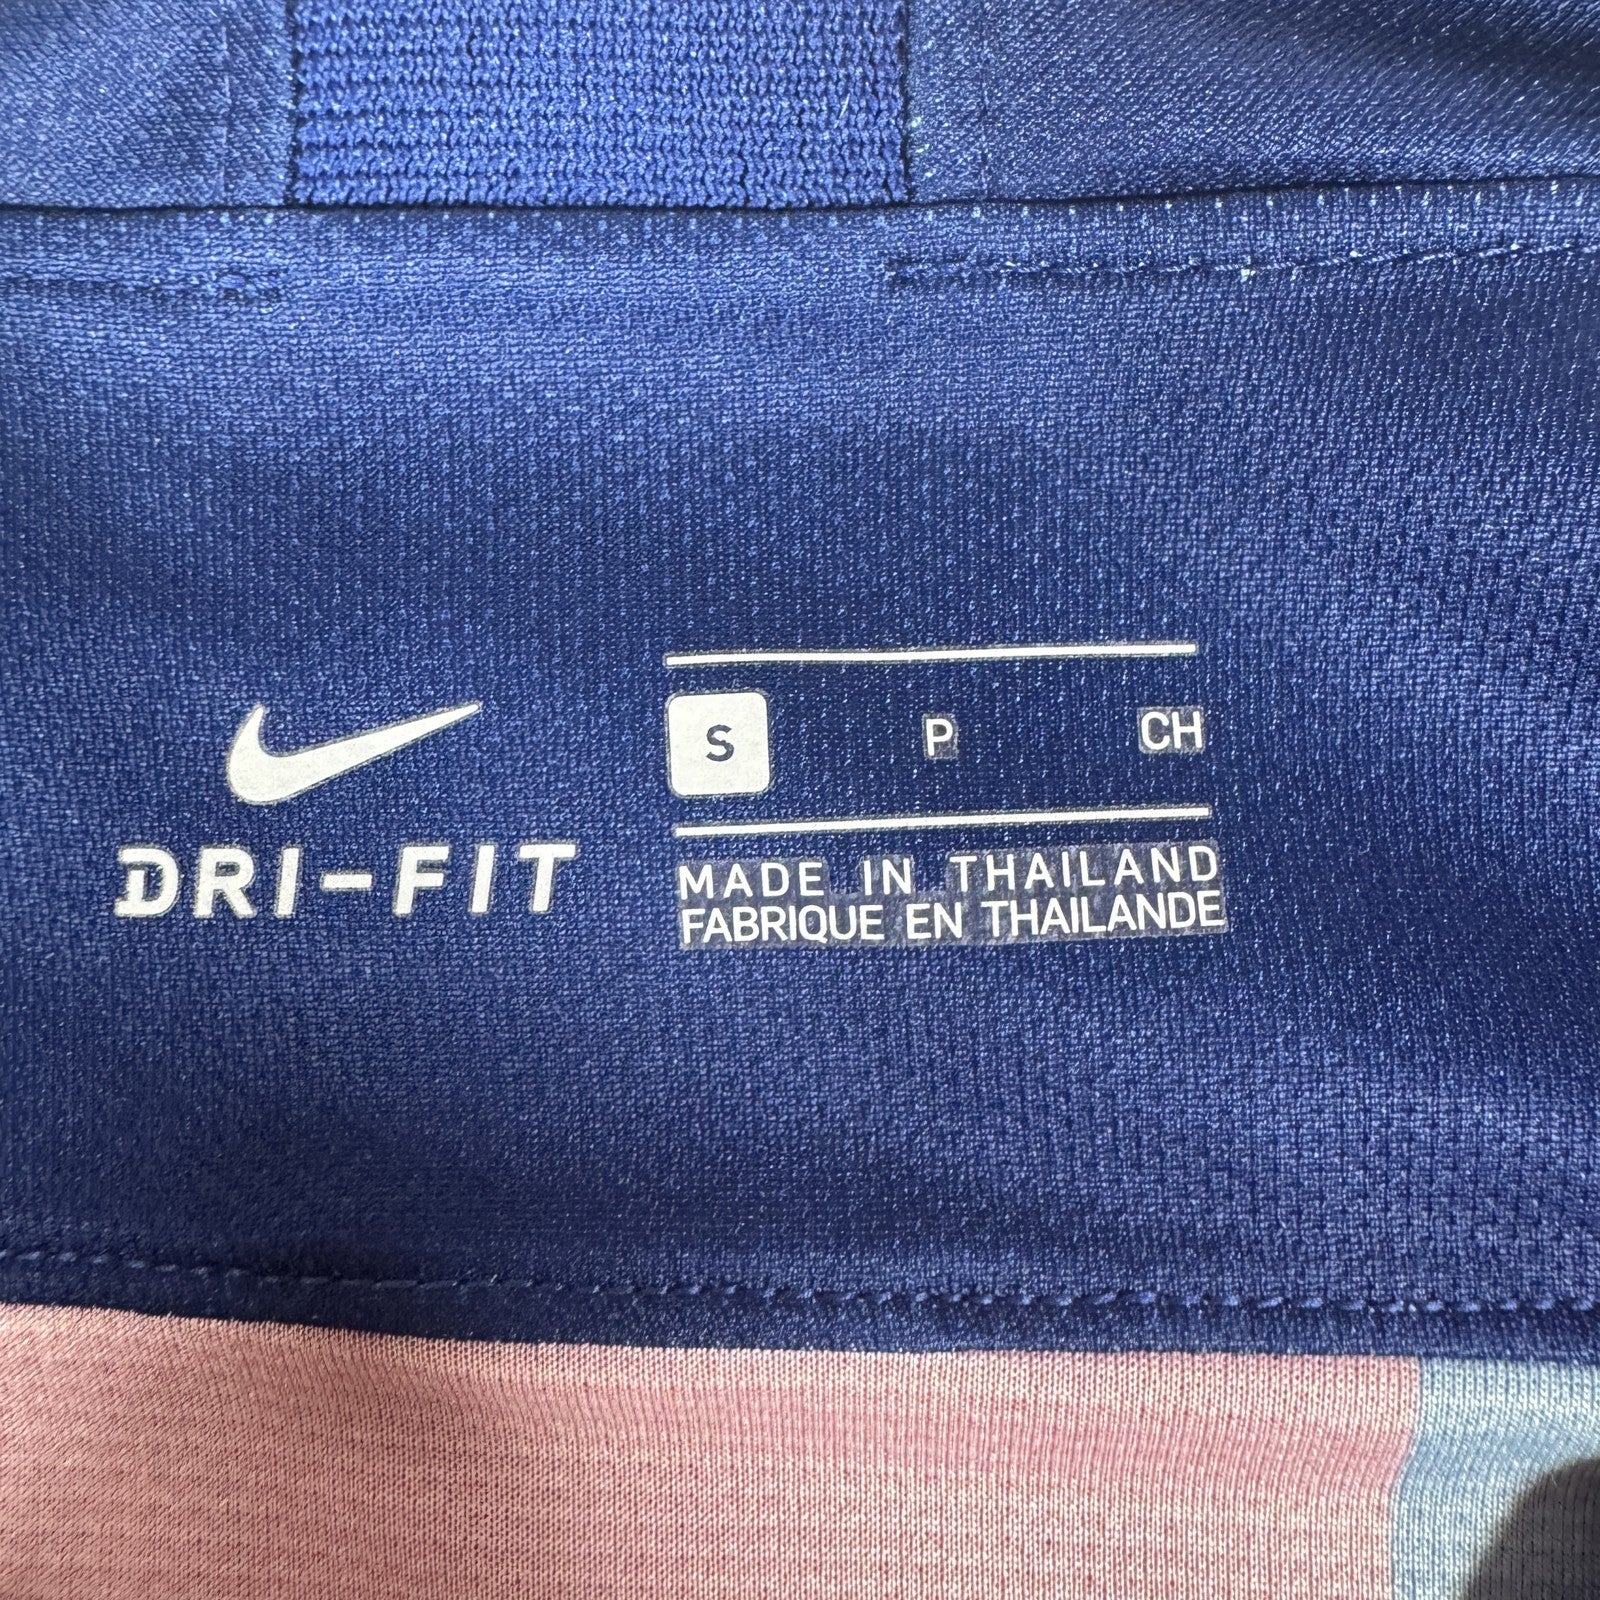 DRI-FIT
S P CH
MADE IN THAILAND
FABRIQUE EN THAILANDE